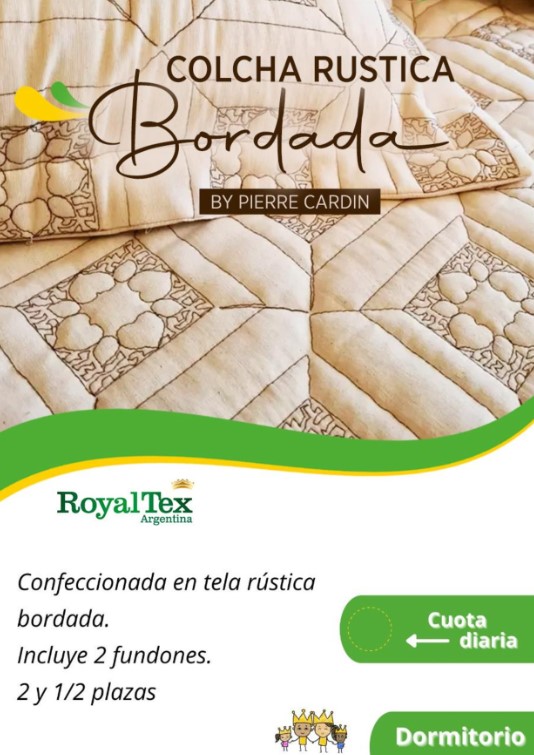 COLCHA RUSTICA
Bordada
BY PIERRE CARDIN
RoyalTex
Argentina
Confeccionada en tela rústica
bordada.
Incluye 2 fundones.
2 y 1/2 plazas
Cuota
diaria
Dormitorio